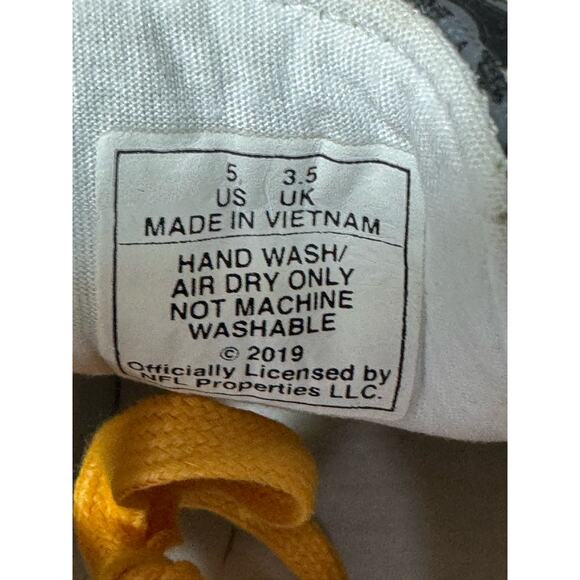 5 3.5
US UK
MADE IN VIETNAM
HAND WASH/
AIR DRY ONLY
NOT MACHINE
WASHABLE
© 2019
Officially Licensed by
NFL Properties LLC.